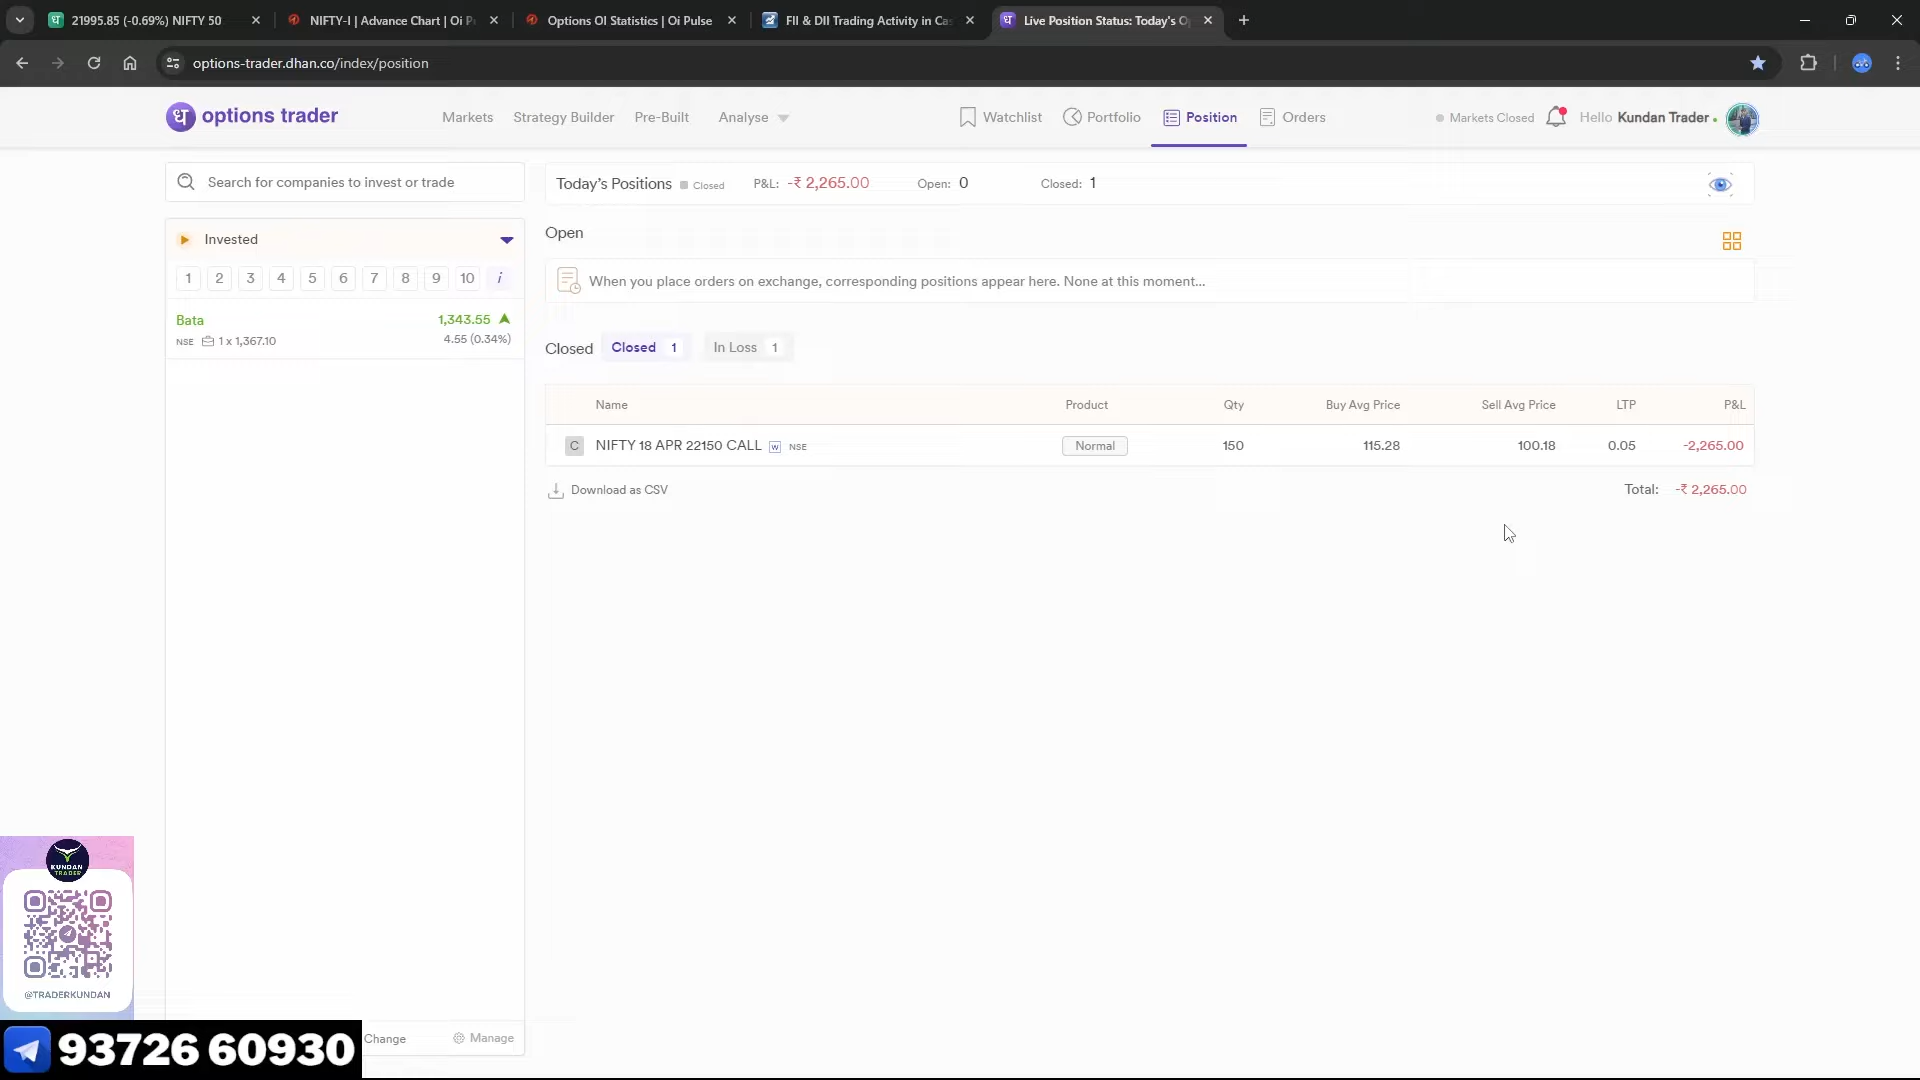 21995.85 (-0.69%) NIFTY 50
NIFTY-I | Advance Chart | Oi P
Options OI Statistics | Oi Pulse
FII & DII Trading Activity in Ca
Live Position Status: Today's O
options-trader.dhan.co/index/position
options trader
Markets
Strategy Builder
Pre-Built
Analyse
Watchlist
Portfolio
Position
Orders
Markets Closed
Hello Kundan Trader
Search for companies to invest or trade
Today's Positions Closed P&L: -₹ 2,265.00 Open: 0 Closed: 1
Invested
1 2 3 4 5 6 7 8 9 10 i
Bata 1,343.55
NSE 1 x 1,367.10 4.55 (0.34%)
Open
When you place orders on exchange, corresponding positions appear here. None at this moment...
Closed Closed 1 In Loss 1
Name Product Qty Buy Avg Price Sell Avg Price LTP P&L
C NIFTY 18 APR 22150 CALL W NSE Normal 150 115.28 100.18 0.05 -2,265.00
Download as CSV Total: -₹ 2,265.00
KUNDAN
TRADER
@TRADERKUNDAN
93726 60930
Change Manage